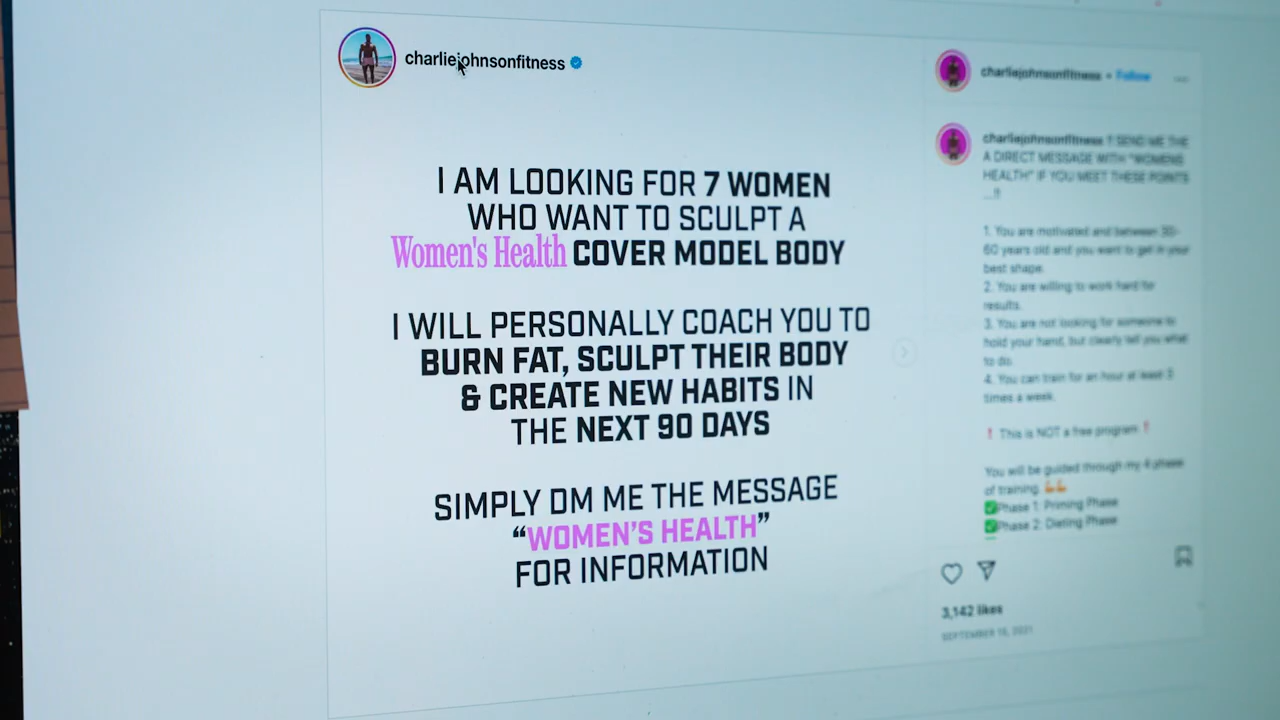 charliejohnsonfitness
I AM LOOKING FOR 7 WOMEN
WHO WANT TO SCULPT A
Women's Health COVER MODEL BODY
I WILL PERSONALLY COACH YOU TO
BURN FAT, SCULPT THEIR BODY
& CREATE NEW HABITS IN
THE NEXT 90 DAYS
SIMPLY DM ME THE MESSAGE
“WOMEN'S HEALTH”
FOR INFORMATION
charliejohnsonfitness • Follow
charliejohnsonfitness ‼ SEND ME THE
A DIRECT MESSAGE WITH "WOMENS
HEALTH" IF YOU MEET THESE POINTS
...!!
1. You are motivated and between 30-
60 years old and you want to get in your
best shape.
2. You are willing to work hard for
results.
3. You are not looking for someone to
hold your hand, but clearly tell you what
to do.
4. You can train for an hour at least 3
times a week.
❗ This is NOT a free program ❗
You will be guided through my 4 phase
of training 💪💪
✅Phase 1: Priming Phase
✅Phase 2: Dieting Phase
3,142 likes
SEPTEMBER 15, 2021